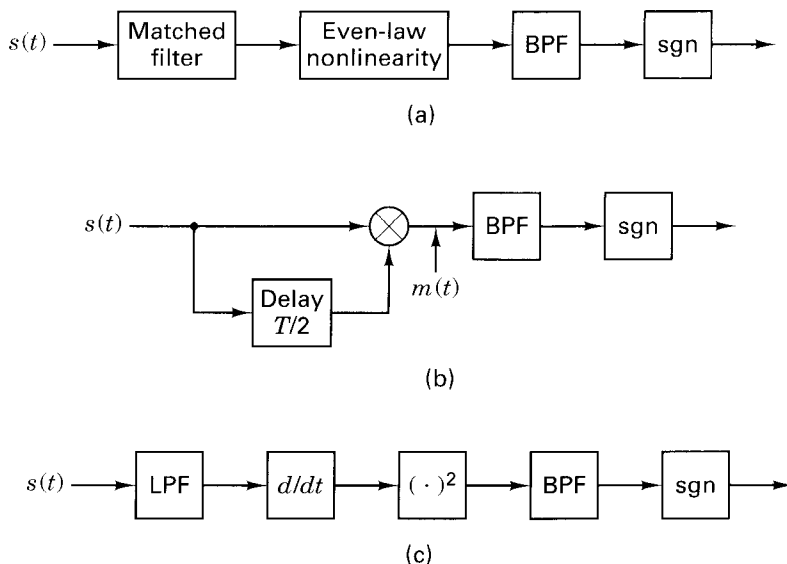 s(t)
Matched
filter
Even-law
nonlinearity
BPF
sgn
(a)
s(t)
Delay
T/2
m(t)
BPF
sgn
(b)
s(t)
LPF
d/dt
( · )²
BPF
sgn
(c)